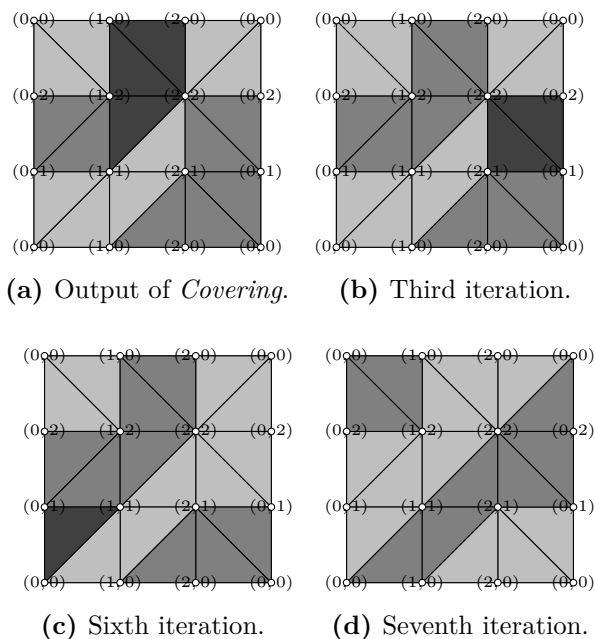 (0,0) (1,0) (2,0) (0,0) (0,0) (1,0) (2,0) (0,0)
(0,2) (1,2) (2,2) (0,2) (0,2) (1,2) (2,2) (0,2)
(0,1) (1,1) (2,1) (0,1) (0,1) (1,1) (2,1) (0,1)
(0,0) (1,0) (2,0) (0,0) (0,0) (1,0) (2,0) (0,0)
(a) Output of Covering. (b) Third iteration.
(0,0) (1,0) (2,0) (0,0) (0,0) (1,0) (2,0) (0,0)
(0,2) (1,2) (2,2) (0,2) (0,2) (1,2) (2,2) (0,2)
(0,1) (1,1) (2,1) (0,1) (0,1) (1,1) (2,1) (0,1)
(0,0) (1,0) (2,0) (0,0) (0,0) (1,0) (2,0) (0,0)
(c) Sixth iteration. (d) Seventh iteration.